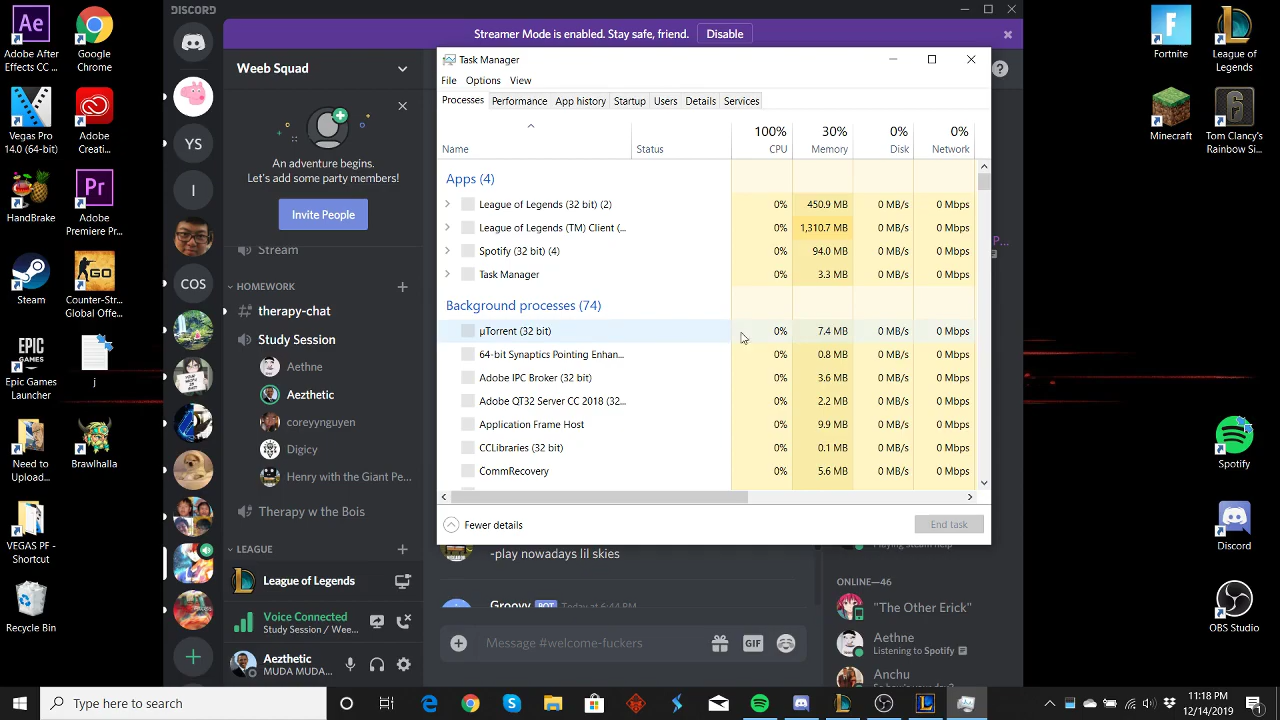 DISCORD
Streamer Mode is enabled. Stay safe, friend.
Disable
Adobe After
Effects CC ...
Google
Chrome
Vegas Pro
14.0 (64-bit)
Adobe
Creati...
HandBrake
Adobe
Premiere Pr...
Steam
Counter-Str...
Global Offe...
Epic Games
Launcher
j
Need to
Upload...
Brawlhalla
VEGAS PF -
Shortcut
Recycle Bin
YS
I
COS
Weeb Squad
An adventure begins.
Let's add some party members!
Invite People
Stream
HOMEWORK
therapy-chat
Study Session
Aethne
Aezthetic
coreyynguyen
Digicy
Henry with the Giant Pe...
Therapy w the Bois
LEAGUE
League of Legends
Voice Connected
Study Session / Wee...
Aezthetic
MUDA MUDA...
Task Manager
File Options View
Processes Performance App history Startup Users Details Services
100% 30% 0% 0%
Name Status CPU Memory Disk Network
Apps (4)
League of Legends (32 bit) (2) 0% 450.9 MB 0 MB/s 0 Mbps
League of Legends (TM) Client (... 0% 1,310.7 MB 0 MB/s 0 Mbps
Spotify (32 bit) (4) 0% 94.0 MB 0 MB/s 0 Mbps
Task Manager 0% 3.3 MB 0 MB/s 0 Mbps
Background processes (74)
µTorrent (32 bit) 0% 7.4 MB 0 MB/s 0 Mbps
64-bit Synaptics Pointing Enhan... 0% 0.8 MB 0 MB/s 0 Mbps
Adobe IPC Broker (32 bit) 0% 3.6 MB 0 MB/s 0 Mbps
Adobe QT32 Server CC 2018 (32... 0% 2.2 MB 0 MB/s 0 Mbps
Application Frame Host 0% 9.9 MB 0 MB/s 0 Mbps
CCLibraries (32 bit) 0% 0.1 MB 0 MB/s 0 Mbps
CommRecovery 0% 5.6 MB 0 MB/s 0 Mbps
Fewer details
End task
-play nowadays lil skies
Groovy BOT Today at 6:44 PM
Message #welcome-fuckers
GIF
P...
Playing steam help
ONLINE—46
"The Other Erick"
Aethne
Listening to Spotify
Anchu
Fortnite
League of
Legends
Minecraft
Tom Clancy's
Rainbow Si...
Spotify
Discord
OBS Studio
Type here to search
11:18 PM
12/14/2019